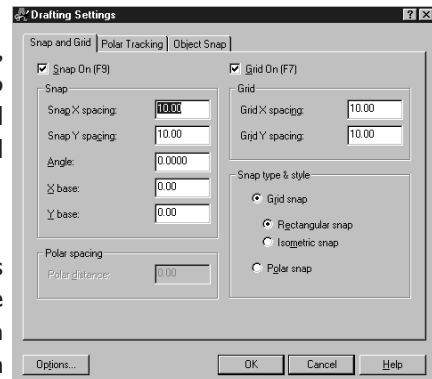 Drafting Settings
Snap and Grid Polar Tracking Object Snap
Snap On (F9)
Grid On (F7)
Snap
Snap X spacing: 10.00
Snap Y spacing: 10.00
Angle: 0.0000
X base: 0.00
Y base: 0.00
Grid
Grid X spacing: 10.00
Grid Y spacing: 10.00
Snap type & style
Grid snap
Rectangular snap
Isometric snap
Polar snap
Polar spacing
Polar distance: 0.00
Options... OK Cancel Help